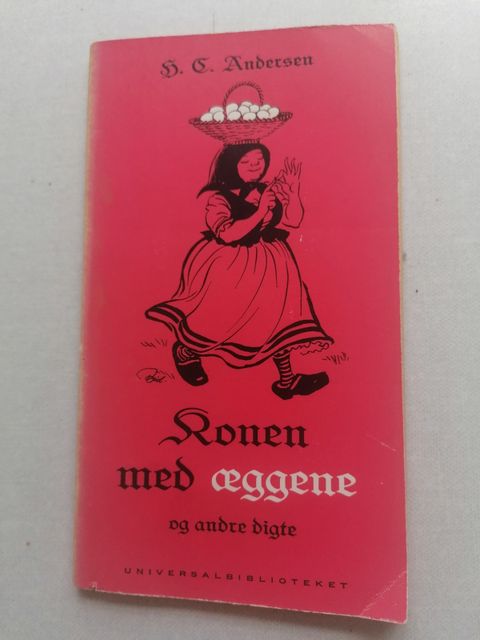 H. C. Andersen
Konen
med æggene
og andre digte
UNIVERSALBIBLIOTEKET